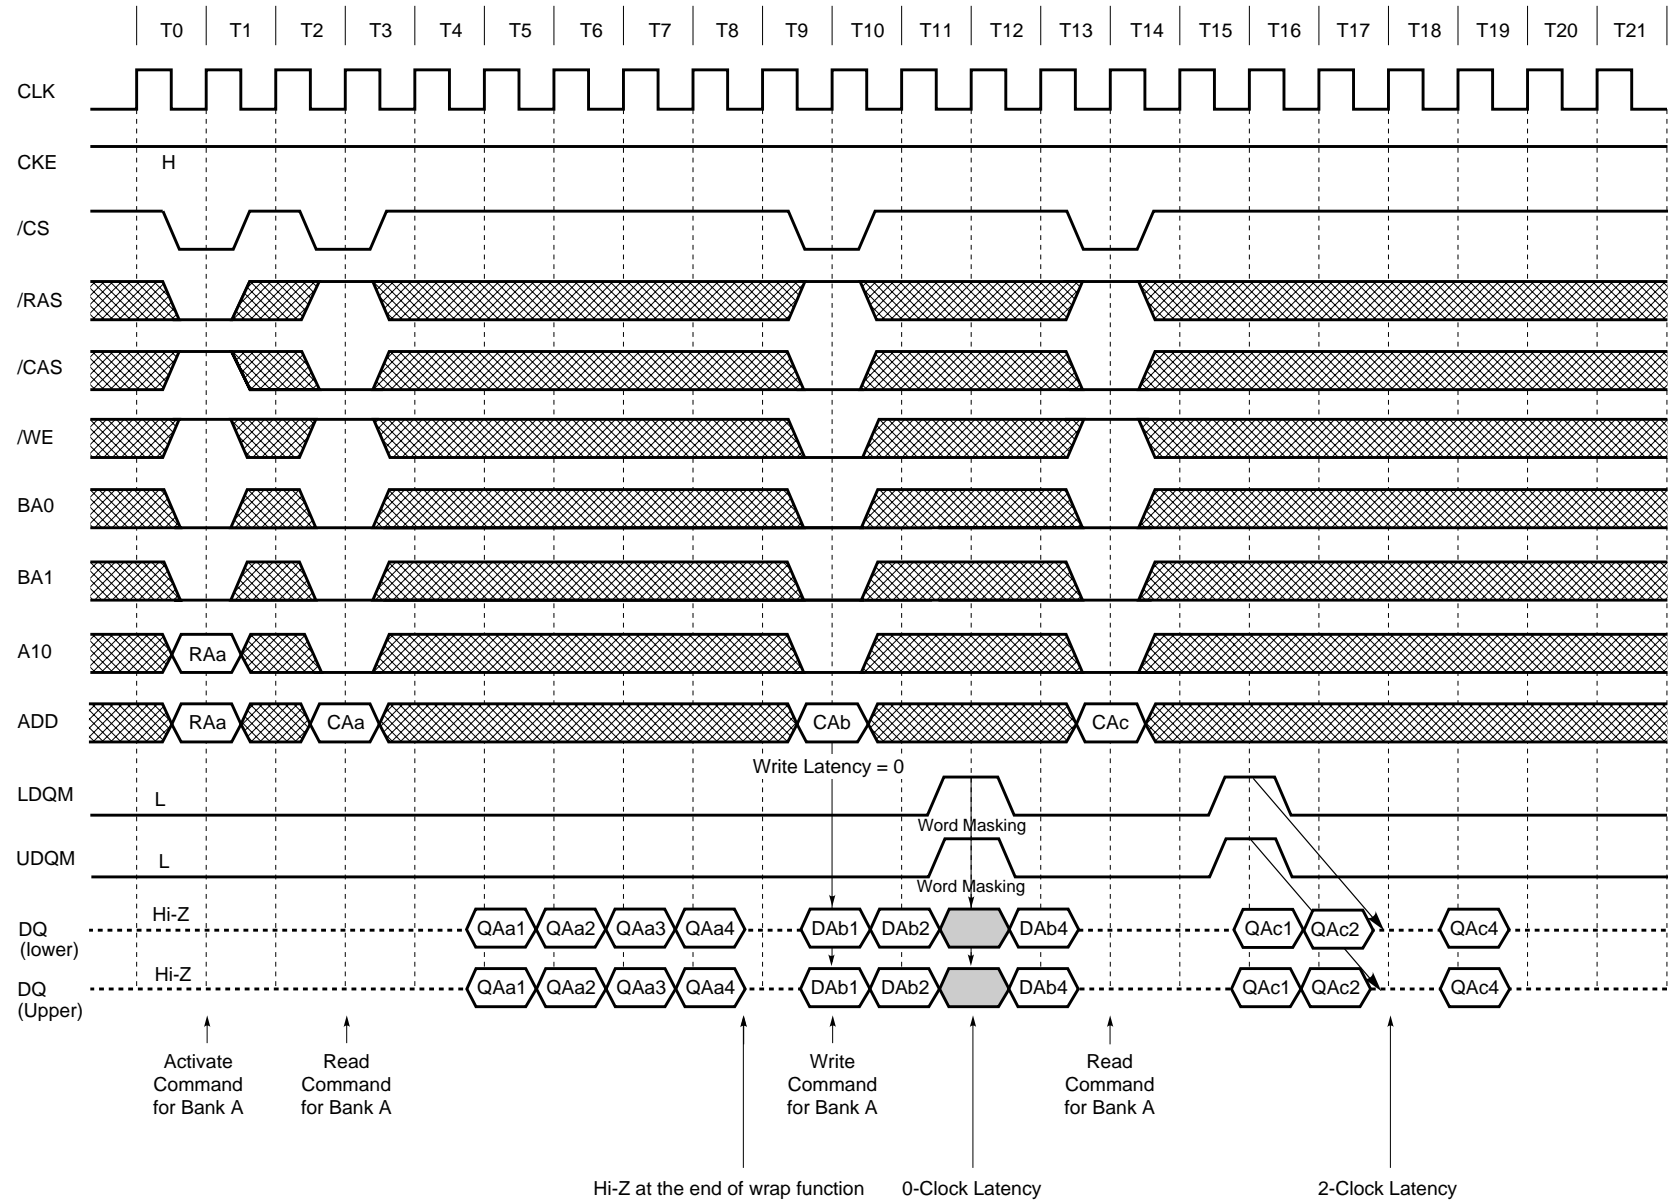 T0 T1 T2 T3 T4 T5 T6 T7 T8 T9 T10 T11 T12 T13 T14 T15 T16 T17 T18 T19 T20 T21
CLK
CKE H
/CS
/RAS
/CAS
/WE
BA0
BA1
A10 RAa
ADD RAa CAa CAb CAc
Write Latency = 0
LDQM L
Word Masking
UDQM L
Word Masking
Hi-Z
DQ (lower) QAa1 QAa2 QAa3 QAa4 DAb1 DAb2 DAb4 QAc1 QAc2 QAc4
Hi-Z
DQ (Upper) QAa1 QAa2 QAa3 QAa4 DAb1 DAb2 DAb4 QAc1 QAc2 QAc4
Activate Read Write Read
Command Command Command Command
for Bank A for Bank A for Bank A for Bank A
Hi-Z at the end of wrap function 0-Clock Latency 2-Clock Latency